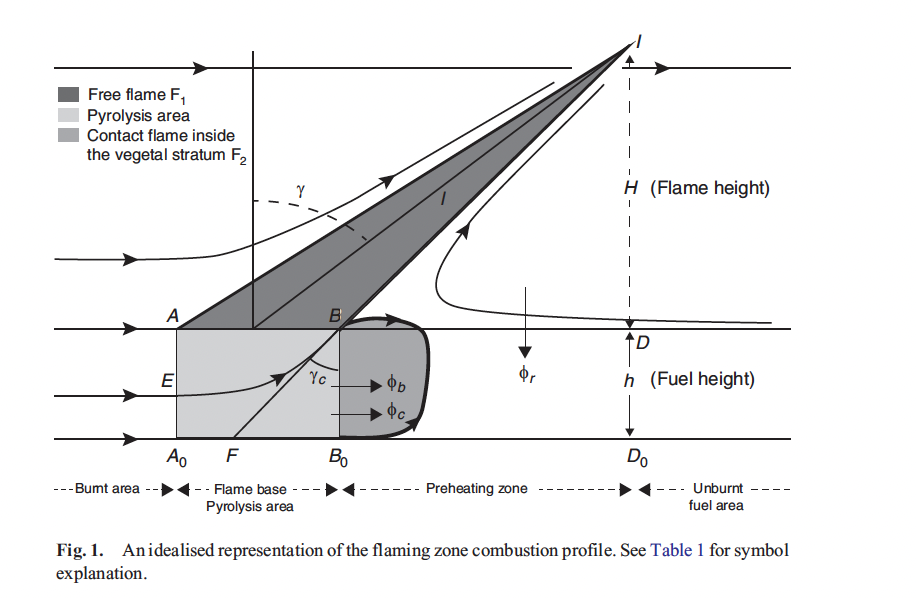 I
Free flame F₁
Pyrolysis area
Contact flame inside
the vegetal stratum F₂
γ
l
H (Flame height)
A
B
D
E
γc
ϕb
ϕr
h (Fuel height)
ϕc
A₀
F
B₀
D₀
Burnt area
Flame base
Pyrolysis area
Preheating zone
Unburnt
fuel area
Fig. 1. An idealised representation of the flaming zone combustion profile. See Table 1 for symbol
explanation.